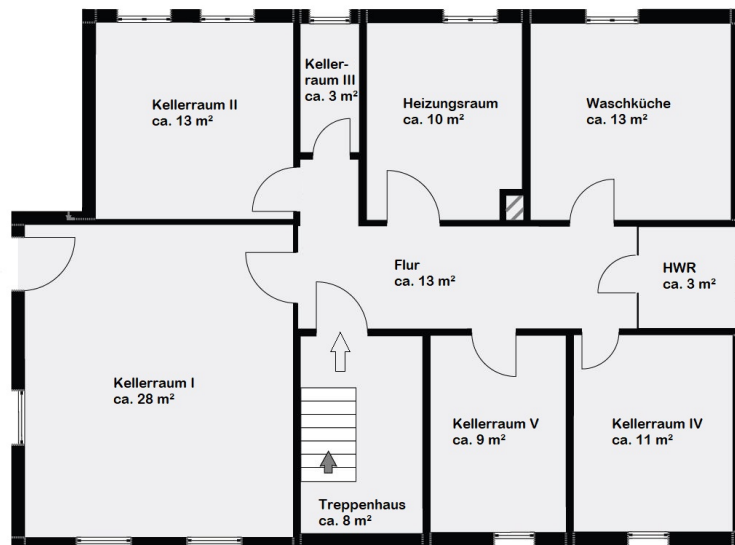 Kellerraum II
ca. 13 m²
Keller-
raum III
ca. 3 m²
Heizungsraum
ca. 10 m²
Waschküche
ca. 13 m²
Flur
ca. 13 m²
HWR
ca. 3 m²
Kellerraum I
ca. 28 m²
Treppenhaus
ca. 8 m²
Kellerraum V
ca. 9 m²
Kellerraum IV
ca. 11 m²